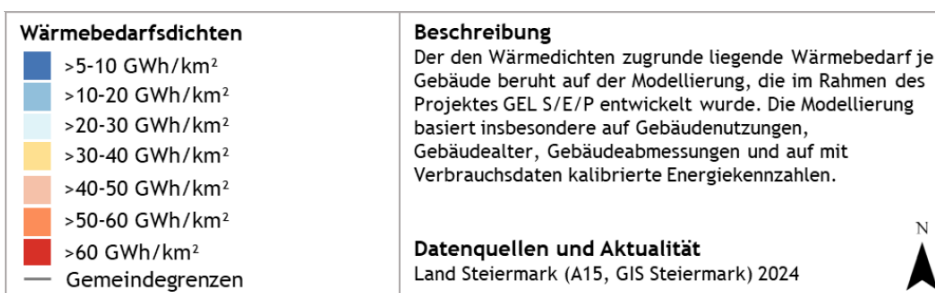 Wärmebedarfsdichten
>5-10 GWh/km²
>10-20 GWh/km²
>20-30 GWh/km²
>30-40 GWh/km²
>40-50 GWh/km²
>50-60 GWh/km²
>60 GWh/km²
Gemeindegrenzen
Beschreibung
Der den Wärmedichten zugrunde liegende Wärmebedarf je
Gebäude beruht auf der Modellierung, die im Rahmen des
Projektes GEL S/E/P entwickelt wurde. Die Modellierung
basiert insbesondere auf Gebäudenutzungen,
Gebäudealter, Gebäudeabmessungen und auf mit
Verbrauchsdaten kalibrierte Energiekennzahlen.
Datenquellen und Aktualität
Land Steiermark (A15, GIS Steiermark) 2024
N